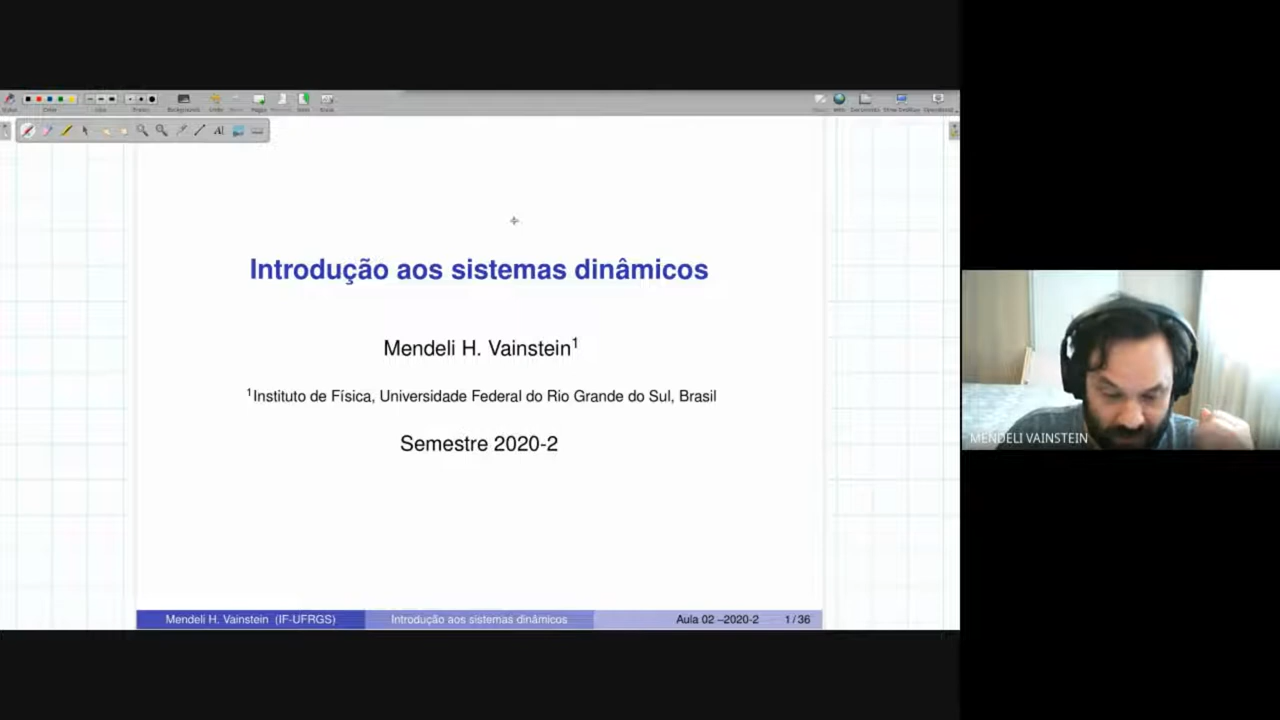 Introdução aos sistemas dinâmicos
Mendeli H. Vainstein¹
¹Instituto de Física, Universidade Federal do Rio Grande do Sul, Brasil
Semestre 2020-2
Mendeli H. Vainstein (IF-UFRGS) Introdução aos sistemas dinâmicos Aula 02 –2020-2 1 / 36
MENDELI VAINSTEIN